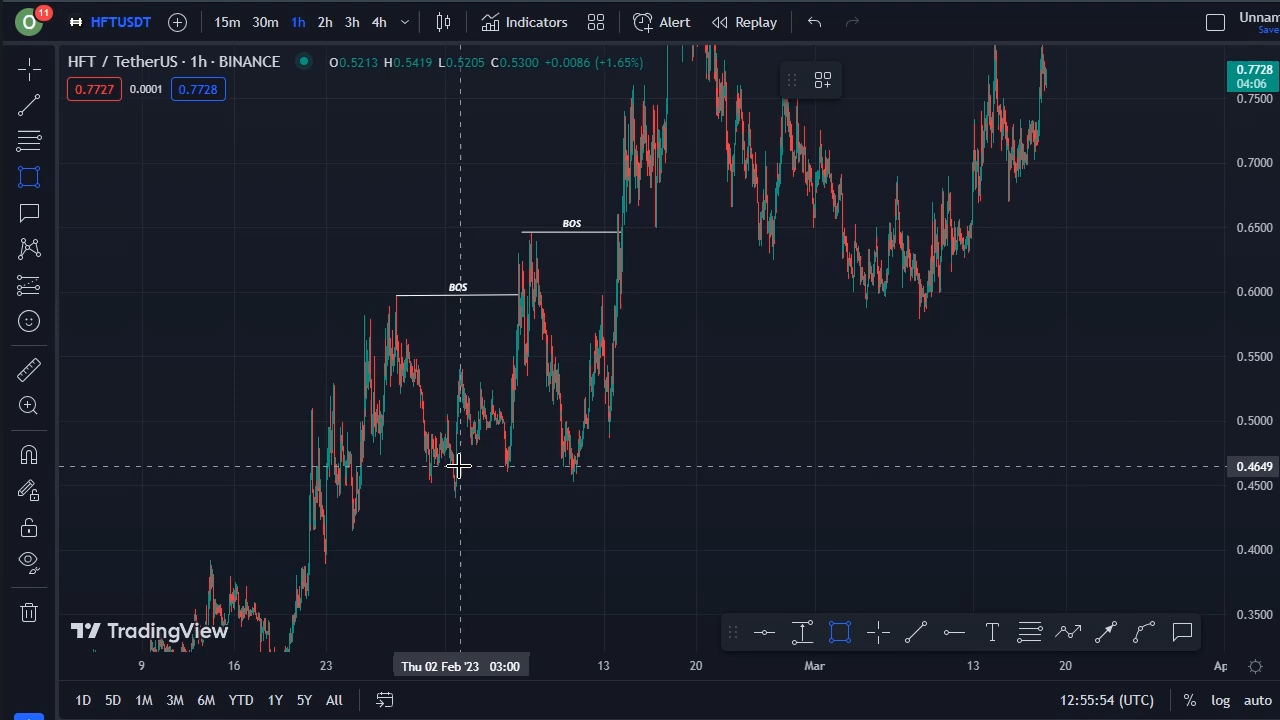 O 11 HFTUSDT 15m 30m 1h 2h 3h 4h Indicators Alert Replay Unnam
Save
HFT / TetherUS · 1h · BINANCE O0.5213 H0.5419 L0.5205 C0.5300 +0.0086 (+1.65%)
0.7727 0.0001 0.7728
0.7728
04:06
0.7500
0.7000
BOS
0.6500
BOS
0.6000
0.5500
0.5000
0.4649
0.4500
0.4000
0.3500
TradingView
T
9 16 23 Thu 02 Feb '23 03:00 13 20 Mar 13 20 Ap
1D 5D 1M 3M 6M YTD 1Y 5Y All 12:55:54 (UTC) % log auto